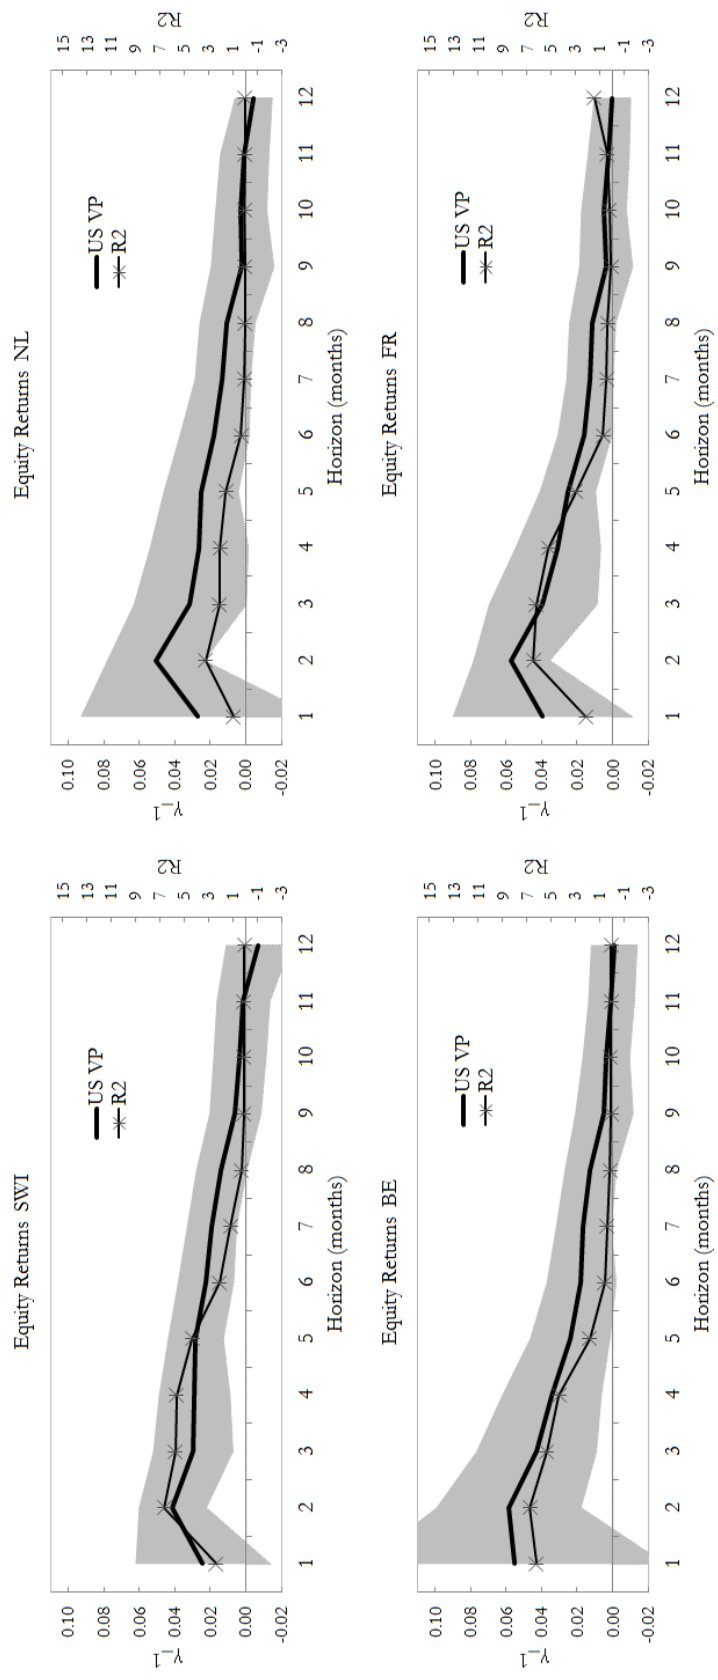 Equity Returns SWI
γ_1
0.10
0.08
0.06
0.04
0.02
0.00
-0.02
US VP
R2
15
13
11
9
7
5
3
1
-1
-3
R2
1 2 3 4 5 6 7 8 9 10 11 12
Horizon (months)
Equity Returns NL
γ_1
0.10
0.08
0.06
0.04
0.02
0.00
-0.02
US VP
R2
15
13
11
9
7
5
3
1
-1
-3
R2
1 2 3 4 5 6 7 8 9 10 11 12
Horizon (months)
Equity Returns BE
γ_1
0.10
0.08
0.06
0.04
0.02
0.00
-0.02
US VP
R2
15
13
11
9
7
5
3
1
-1
-3
R2
1 2 3 4 5 6 7 8 9 10 11 12
Horizon (months)
Equity Returns FR
γ_1
0.10
0.08
0.06
0.04
0.02
0.00
-0.02
US VP
R2
15
13
11
9
7
5
3
1
-1
-3
R2
1 2 3 4 5 6 7 8 9 10 11 12
Horizon (months)